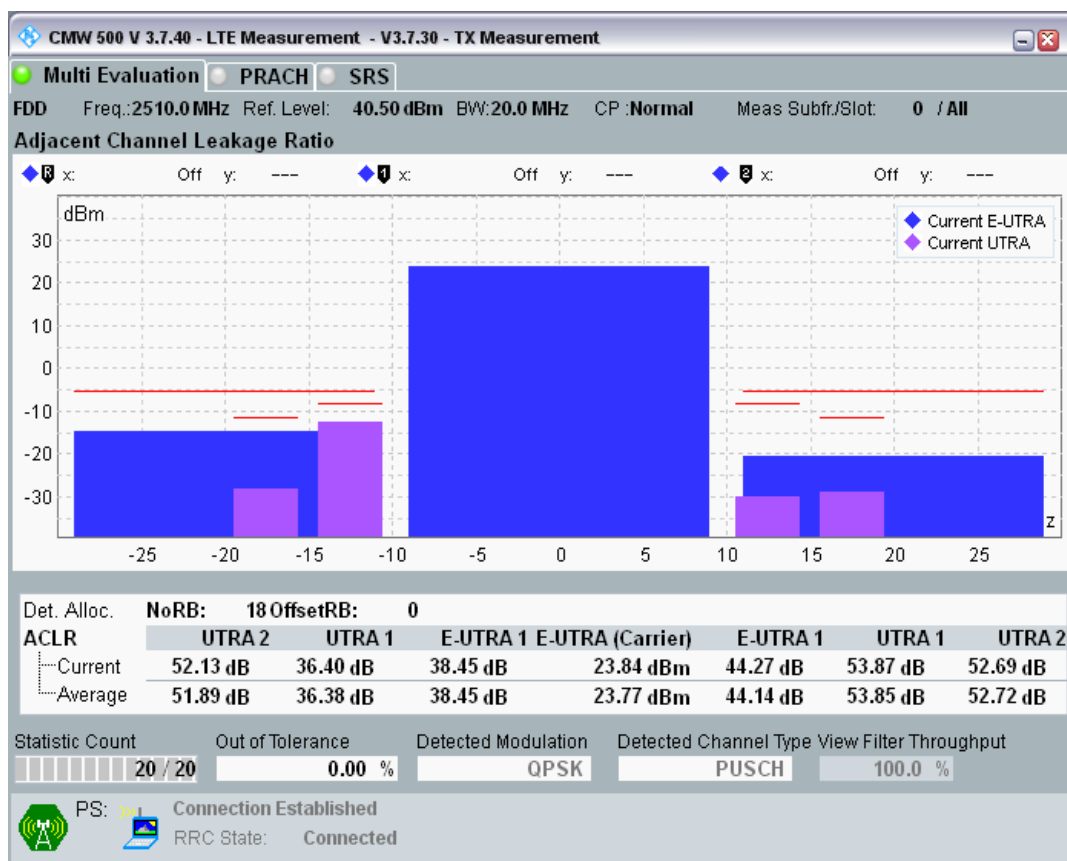 CMW 500 V 3.7.40 - LTE Measurement - V3.7.30 - TX Measurement
Multi Evaluation PRACH SRS
FDD Freq.:2510.0 MHz Ref. Level: 40.50 dBm BW:20.0 MHz CP :Normal Meas Subfr./Slot: 0 / All
Adjacent Channel Leakage Ratio
R x: Off y: --- 1 x: Off y: --- 2 x: Off y: ---
dBm
Current E-UTRA
Current UTRA
30
20
10
0
-10
-20
-30
z
-25 -20 -15 -10 -5 0 5 10 15 20 25
Det. Alloc. NoRB: 18 OffsetRB: 0
ACLR UTRA 2 UTRA 1 E-UTRA 1 E-UTRA (Carrier) E-UTRA 1 UTRA 1 UTRA 2
Current 52.13 dB 36.40 dB 38.45 dB 23.84 dBm 44.27 dB 53.87 dB 52.69 dB
Average 51.89 dB 36.38 dB 38.45 dB 23.77 dBm 44.14 dB 53.85 dB 52.72 dB
Statistic Count Out of Tolerance Detected Modulation Detected Channel Type View Filter Throughput
20 / 20 0.00 % QPSK PUSCH 100.0 %
PS: Connection Established
RRC State: Connected